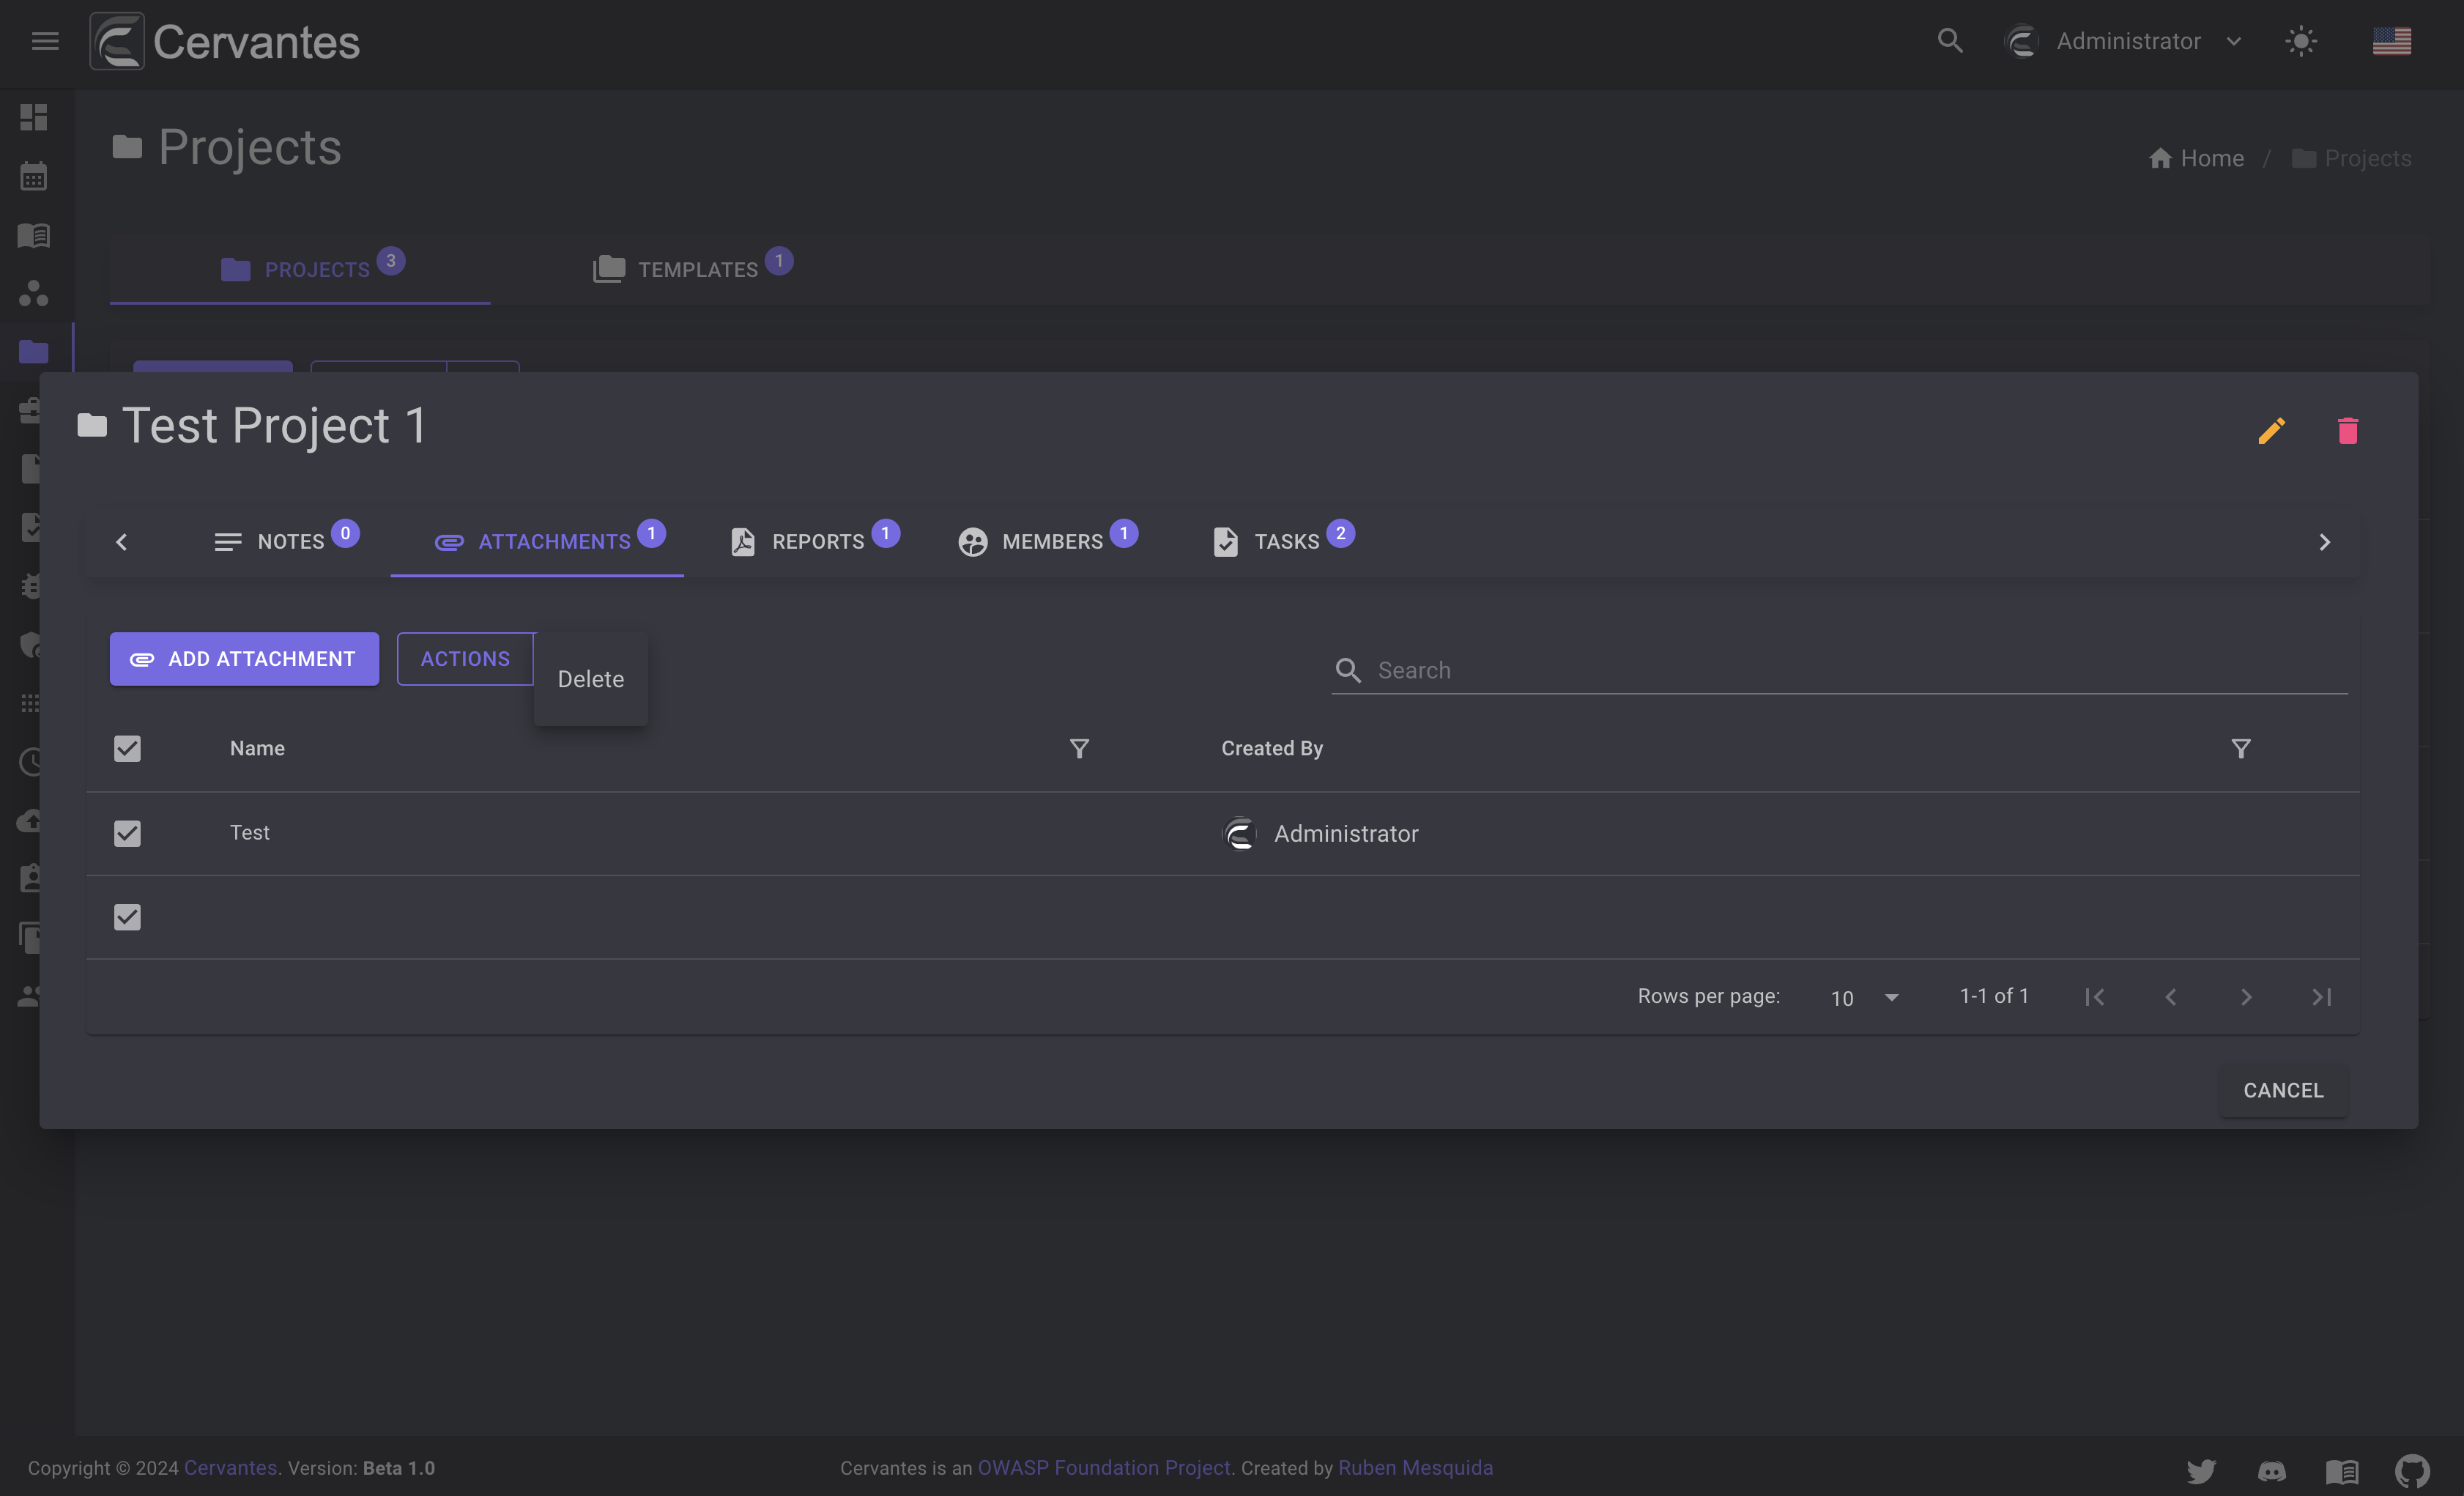 Cervantes
Administrator
Projects
Home / Projects
PROJECTS 3
TEMPLATES 1
Test Project 1
NOTES 0
ATTACHMENTS 1
REPORTS 1
MEMBERS 1
TASKS 2
ADD ATTACHMENT
ACTIONS
Delete
Search
Name
Created By
Test
Administrator
Rows per page: 10 1-1 of 1
CANCEL
Copyright © 2024 Cervantes. Version: Beta 1.0
Cervantes is an OWASP Foundation Project. Created by Ruben Mesquida